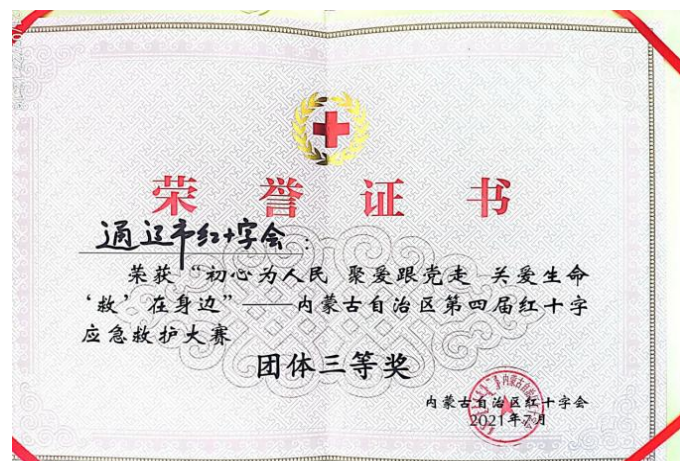 荣誉证书
通辽市红十字会：
荣获“初心为人民 聚爱跟党走 关爱生命
‘救’在身边”——内蒙古自治区第四届红十字
应急救护大赛
团体三等奖
内蒙古自治区红十字会
2021年7月